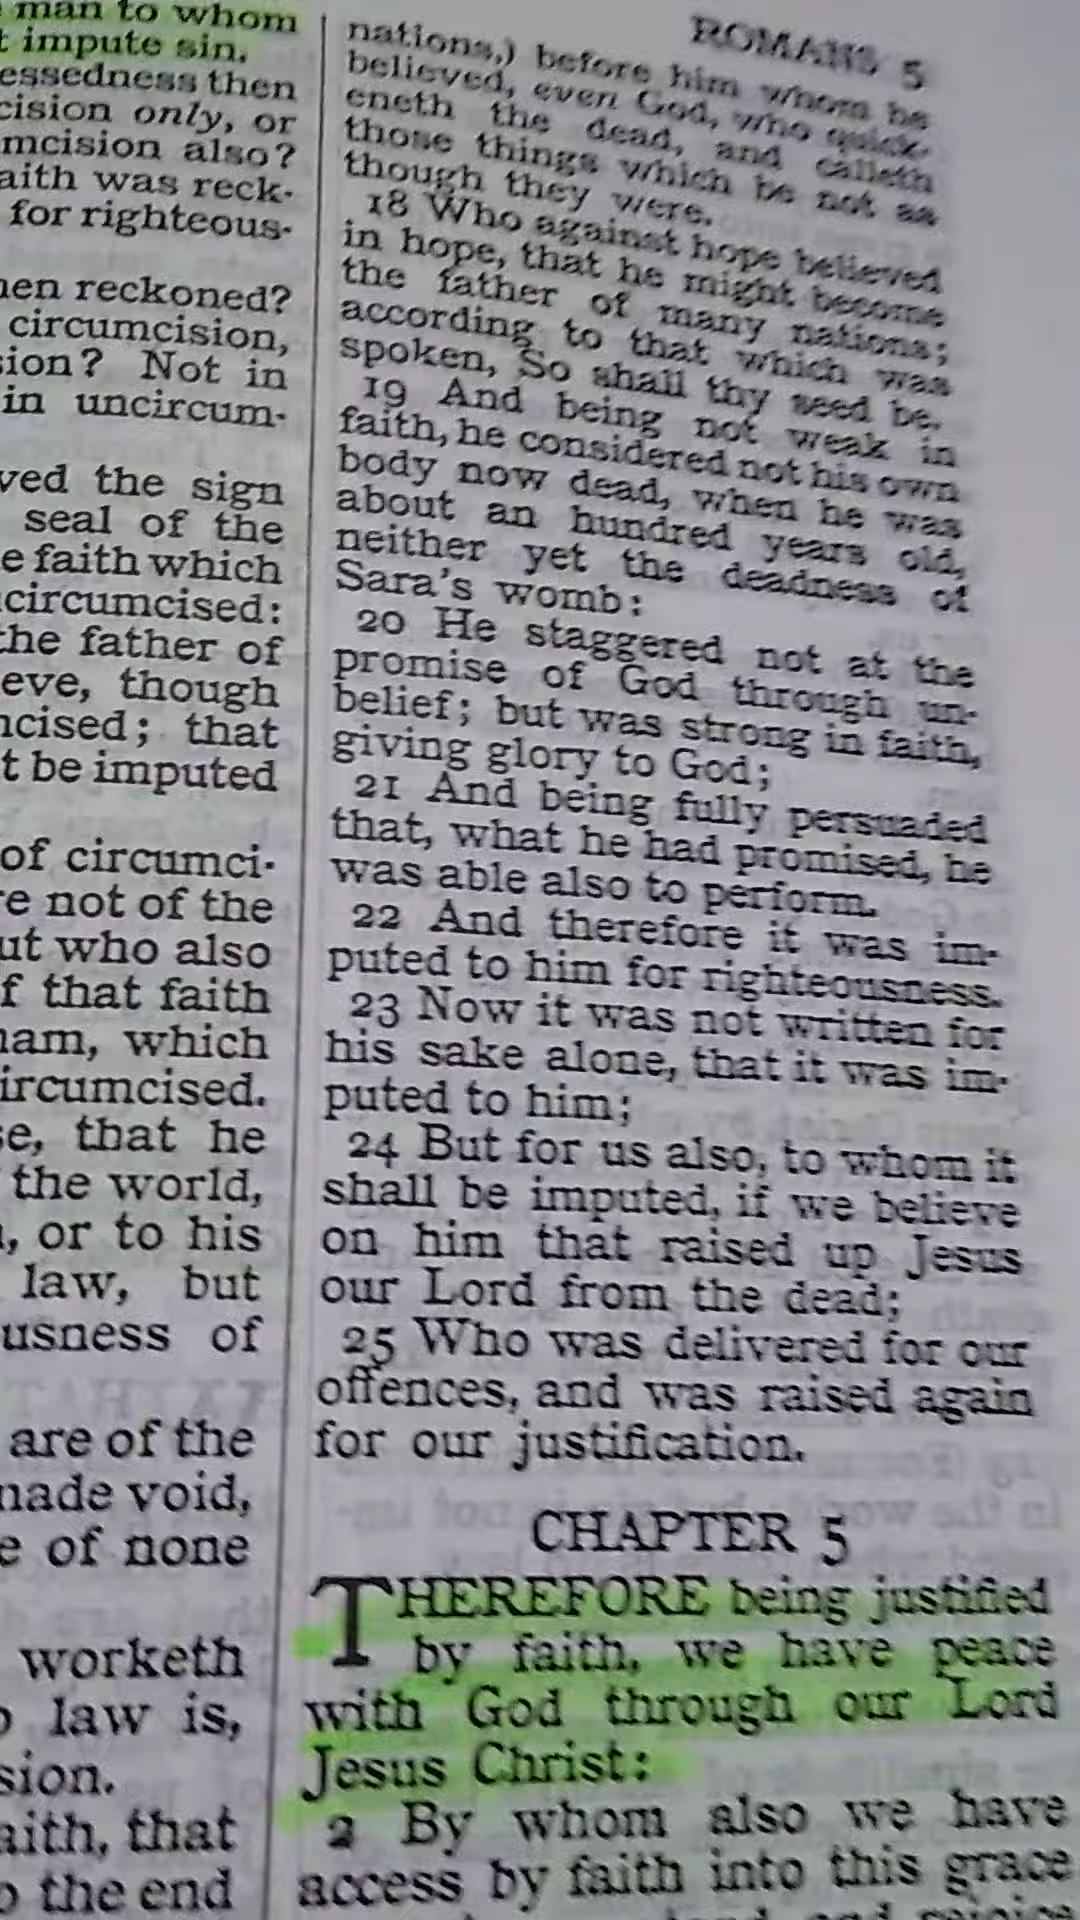 man to whom
impute sin.
essedness then
cision only, or
mcision also?
aith was reck-
for righteous-
en reckoned?
circumcision,
sion? Not in
in uncircum-
ved the sign
seal of the
e faith which
circumcised:
the father of
eve, though
ncised; that
t be imputed
of circumci-
re not of the
ut who also
f that faith
ham, which
ircumcised.
se, that he
the world,
, or to his
law, but
usness of
are of the
made void,
e of none
worketh
o law is,
sion.
aith, that
o the end
ROMANS 5
nations,) before him whom he
believed, even God, who quick-
eneth the dead, and calleth
those things which be not as
though they were.
18 Who against hope believed
in hope, that he might become
the father of many nations;
according to that which was
spoken, So shall thy seed be.
19 And being not weak in
faith, he considered not his own
body now dead, when he was
about an hundred years old,
neither yet the deadness of
Sara's womb:
20 He staggered not at the
promise of God through un-
belief; but was strong in faith,
giving glory to God;
21 And being fully persuaded
that, what he had promised, he
was able also to perform.
22 And therefore it was im-
puted to him for righteousness.
23 Now it was not written for
his sake alone, that it was im-
puted to him;
24 But for us also, to whom it
shall be imputed, if we believe
on him that raised up Jesus
our Lord from the dead;
25 Who was delivered for our
offences, and was raised again
for our justification.
CHAPTER 5
THEREFORE being justified
by faith, we have peace
with God through our Lord
Jesus Christ:
2 By whom also we have
access by faith into this grace
and rejoice